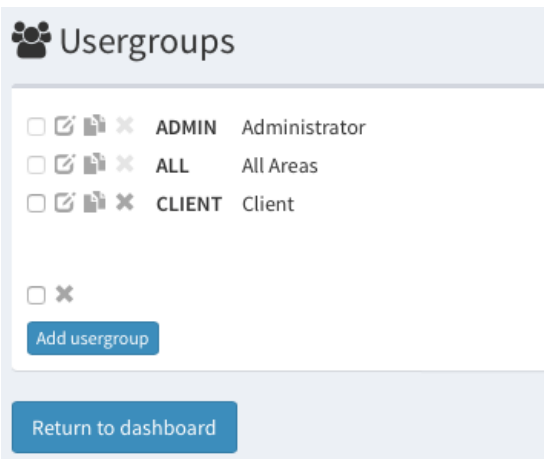 Usergroups
ADMIN Administrator
ALL All Areas
CLIENT Client
Add usergroup
Return to dashboard